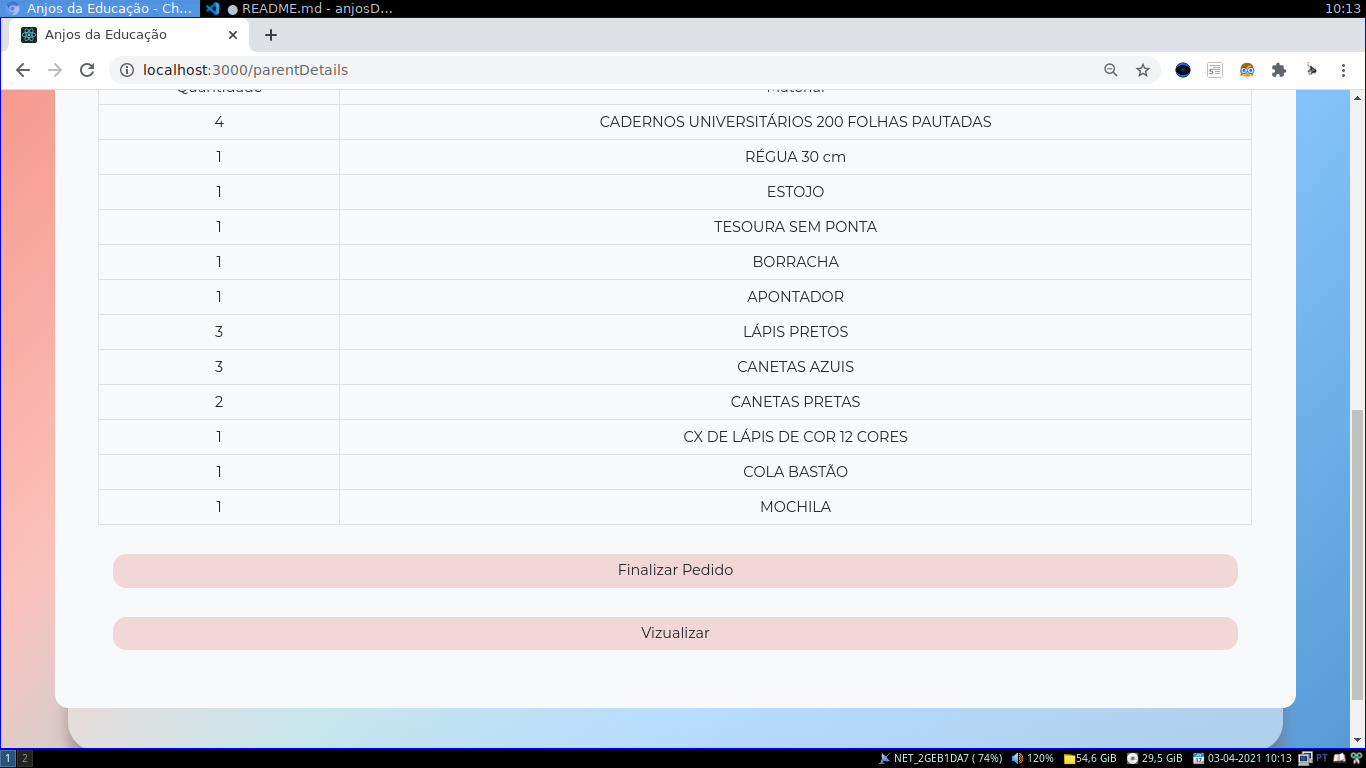 Anjos da Educação - Ch... ● README.md - anjosD... 10:13
Anjos da Educação
localhost:3000/parentDetails
Quantidade Material
4 CADERNOS UNIVERSITÁRIOS 200 FOLHAS PAUTADAS
1 RÉGUA 30 cm
1 ESTOJO
1 TESOURA SEM PONTA
1 BORRACHA
1 APONTADOR
3 LÁPIS PRETOS
3 CANETAS AZUIS
2 CANETAS PRETAS
1 CX DE LÁPIS DE COR 12 CORES
1 COLA BASTÃO
1 MOCHILA
Finalizar Pedido
Vizualizar
1 2 NET_2GEB1DA7 ( 74%) 120% 54,6 GiB 29,5 GiB 03-04-2021 10:13 PT